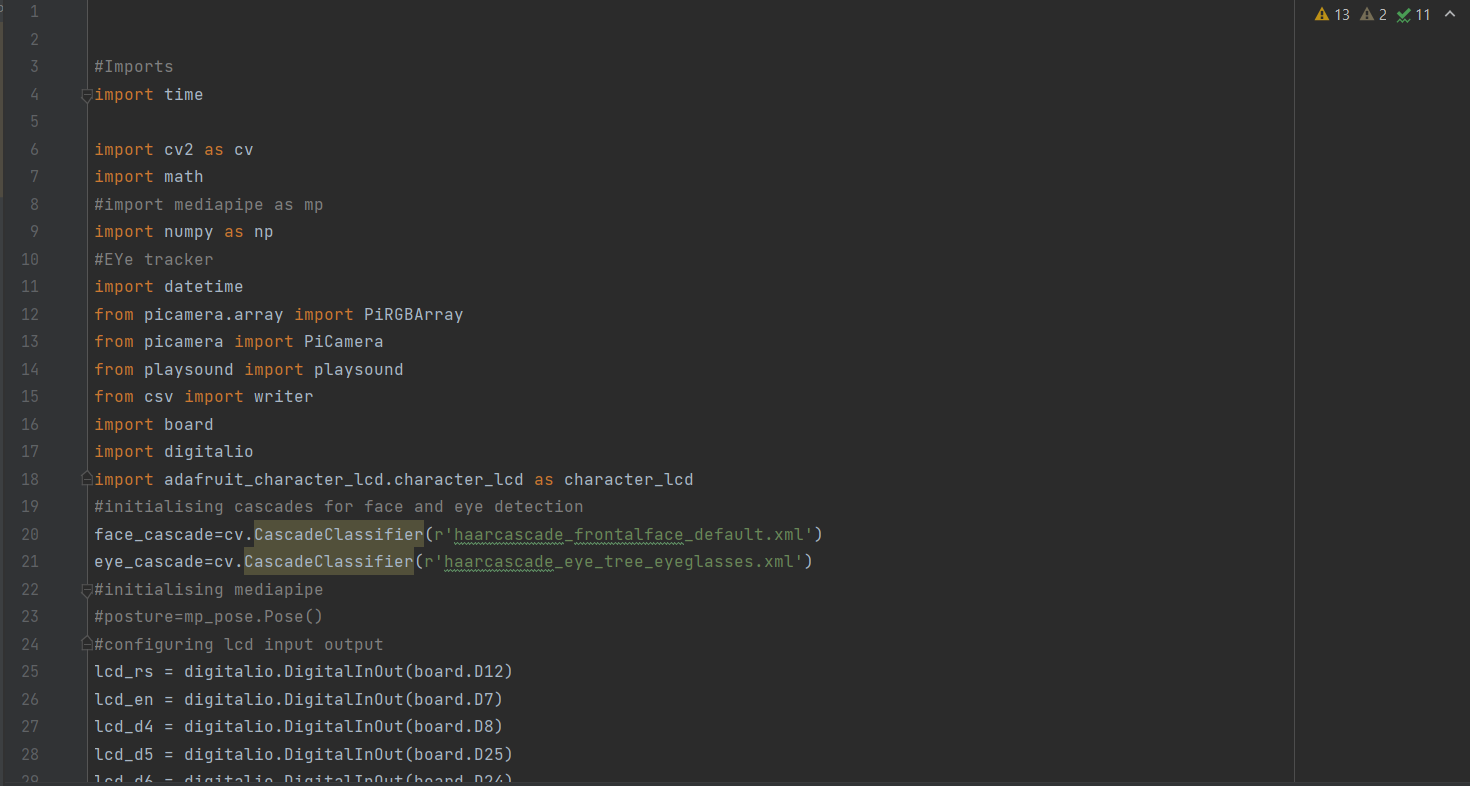 13 2 11
1
2
3 #Imports
4 import time
5
6 import cv2 as cv
7 import math
8 #import mediapipe as mp
9 import numpy as np
10 #EYe tracker
11 import datetime
12 from picamera.array import PiRGBArray
13 from picamera import PiCamera
14 from playsound import playsound
15 from csv import writer
16 import board
17 import digitalio
18 import adafruit_character_lcd.character_lcd as character_lcd
19 #initialising cascades for face and eye detection
20 face_cascade=cv.CascadeClassifier(r'haarcascade_frontalface_default.xml')
21 eye_cascade=cv.CascadeClassifier(r'haarcascade_eye_tree_eyeglasses.xml')
22 #initialising mediapipe
23 #posture=mp_pose.Pose()
24 #configuring lcd input output
25 lcd_rs = digitalio.DigitalInOut(board.D12)
26 lcd_en = digitalio.DigitalInOut(board.D7)
27 lcd_d4 = digitalio.DigitalInOut(board.D8)
28 lcd_d5 = digitalio.DigitalInOut(board.D25)
29 lcd_d6 = digitalio.DigitalInOut(board.D24)